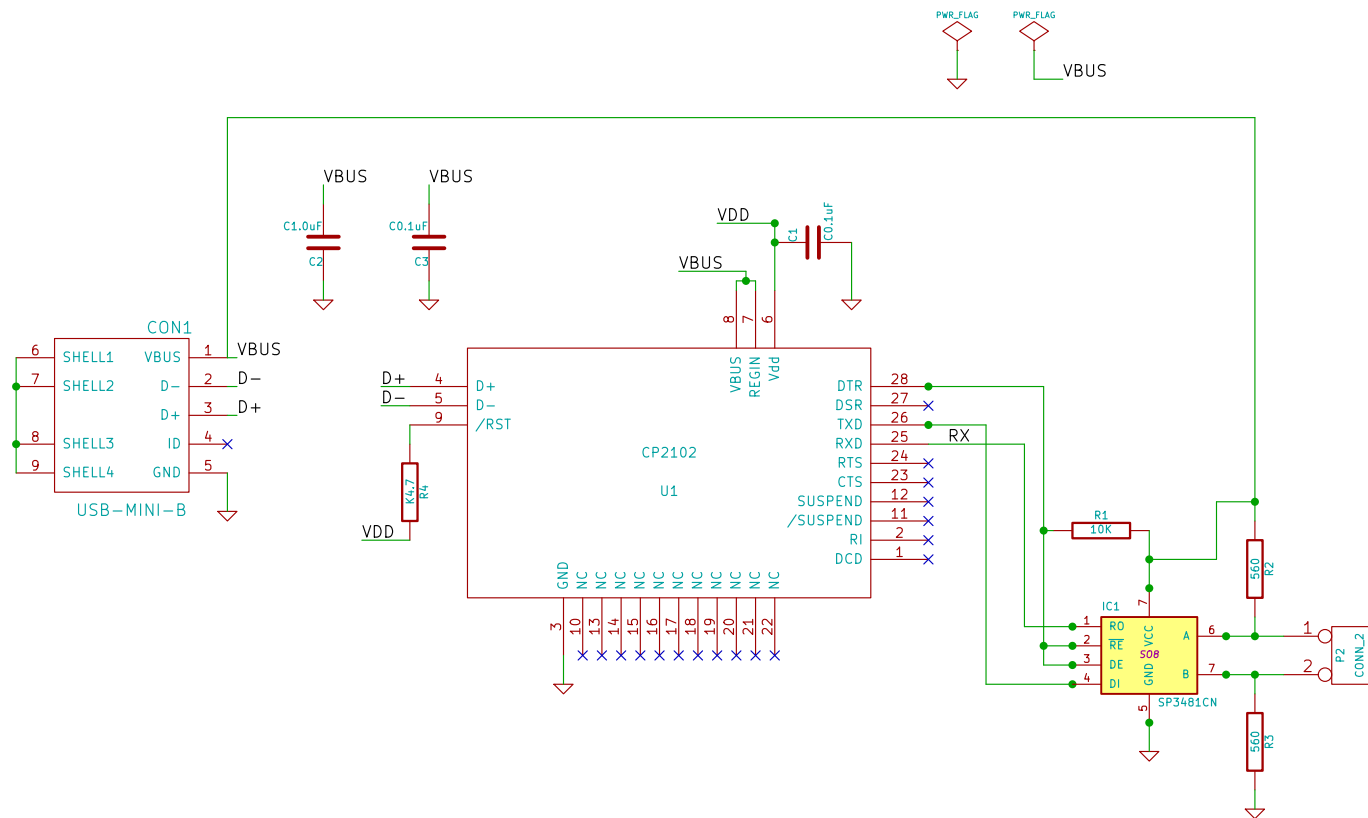 PWR_FLAG
PWR_FLAG
VBUS
VBUS
C1.0uF
C2
VBUS
C0.1uF
C3
VDD
VBUS
C1
C0.1uF
CON1
6 SHELL1 VBUS 1 VBUS
7 SHELL2 D- 2 D-
D+ 3 D+
8 SHELL3 ID 4
9 SHELL4 GND 5
USB-MINI-B
8 7 6
VBUS REGIN Vdd
D+ 4 D+
D- 5 D-
9 /RST
K4.7 R4
VDD
CP2102
U1
DTR 28
DSR 27
TXD 26
RXD 25 RX
RTS 24
CTS 23
SUSPEND 12
/SUSPEND 11
RI 2
DCD 1
GND NC NC NC NC NC NC NC NC NC NC NC
3 10 13 14 15 16 17 18 19 20 21 22
R1
10K
560 R2
IC1
7
1 RO VCC A 6
2 RE
SO8
3 DE GND B 7
4 DI
5
SP3481CN
1
2
P2
CONN_2
560 R3